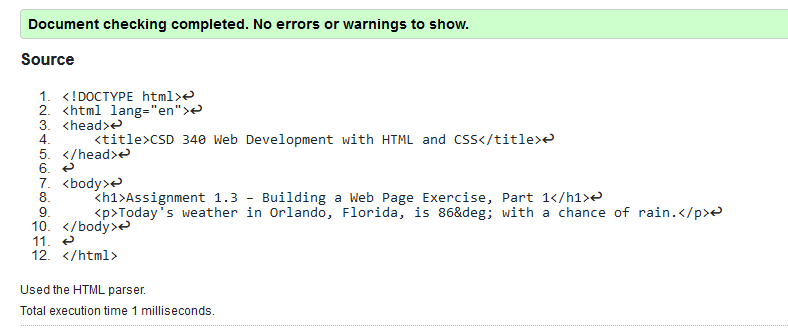 Document checking completed. No errors or warnings to show.
Source
1. <!DOCTYPE html>↩
2. <html lang="en">↩
3. <head>↩
4.     <title>CSD 340 Web Development with HTML and CSS</title>↩
5. </head>↩
6. ↩
7. <body>↩
8.     <h1>Assignment 1.3 – Building a Web Page Exercise, Part 1</h1>↩
9.     <p>Today's weather in Orlando, Florida, is 86&deg; with a chance of rain.</p>↩
10. </body>↩
11. ↩
12. </html>
Used the HTML parser.
Total execution time 1 milliseconds.